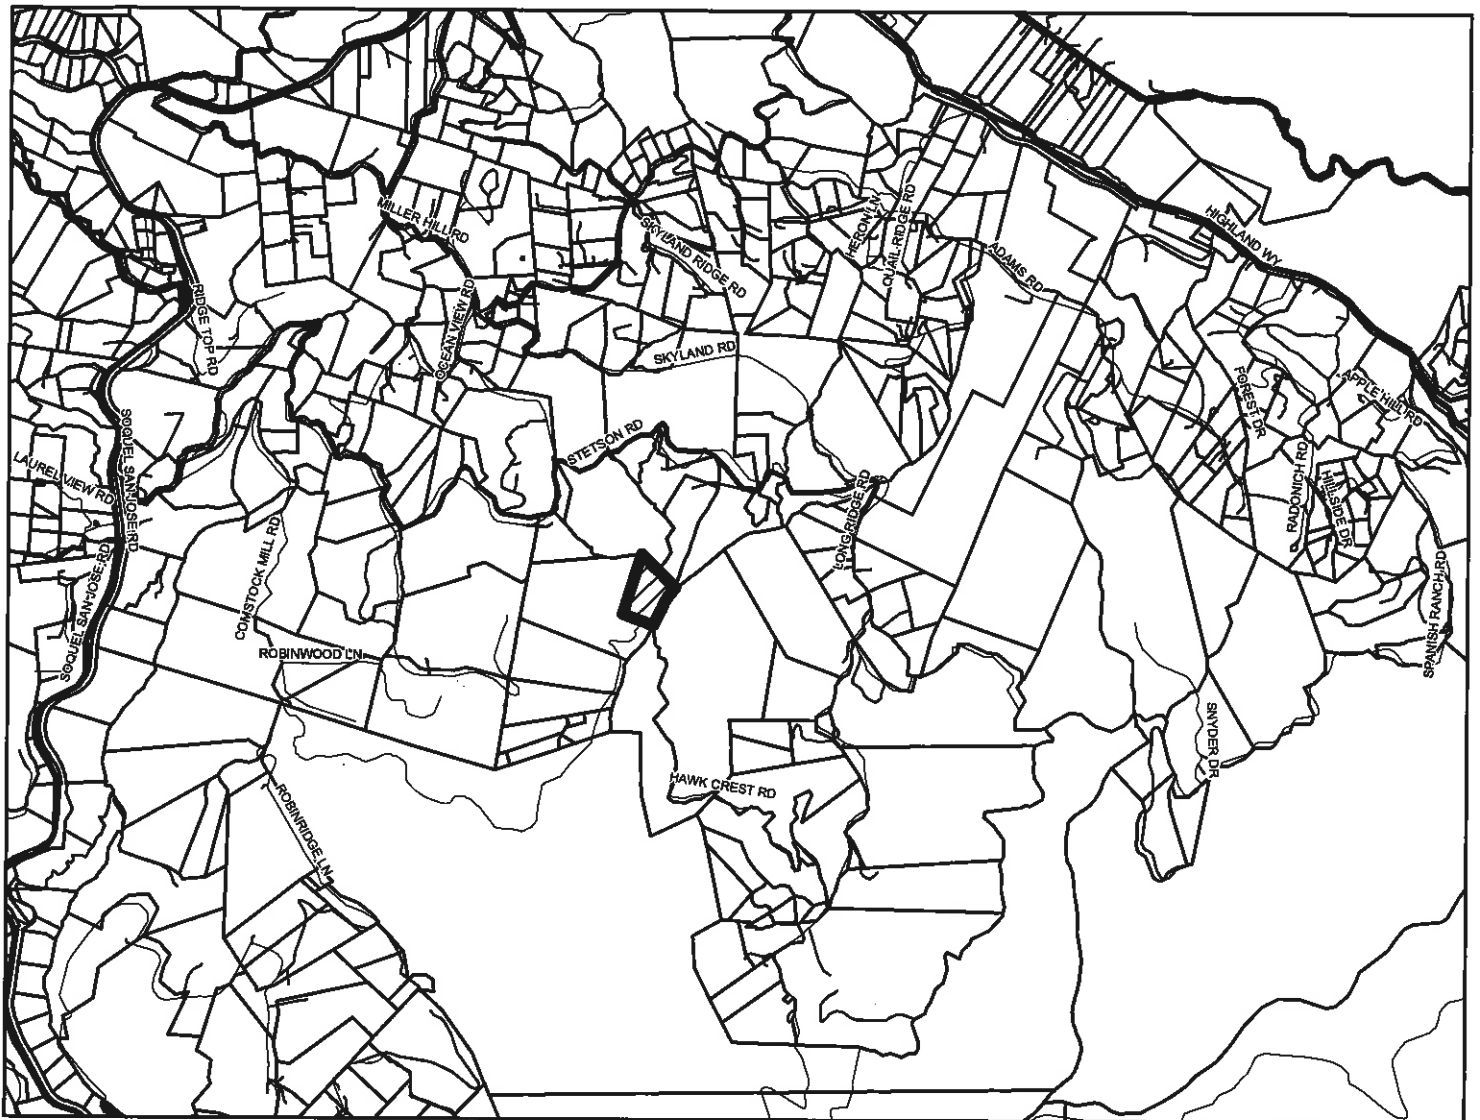 MILLER HILL RD
SKYLAND RIDGE RD
HERON LN
QUAIL RIDGE RD
HIGHLAND WY
ADAMS RD
RIDGE TOP RD
OCEAN VIEW RD
SKYLAND RD
FOREST DR
APPLE HILL RD
SOQUEL SAN JOSE RD
STETSON RD
LAUREL VIEW RD
LONG RIDGE RD
RADONICH RD
HILLSIDE DR
COMSTOCK MILL RD
SOQUEL SAN JOSE RD
SPANISH RANCH RD
ROBINWOOD LN
SNYDER DR
HAWK CREST RD
ROBINRIDGE LN